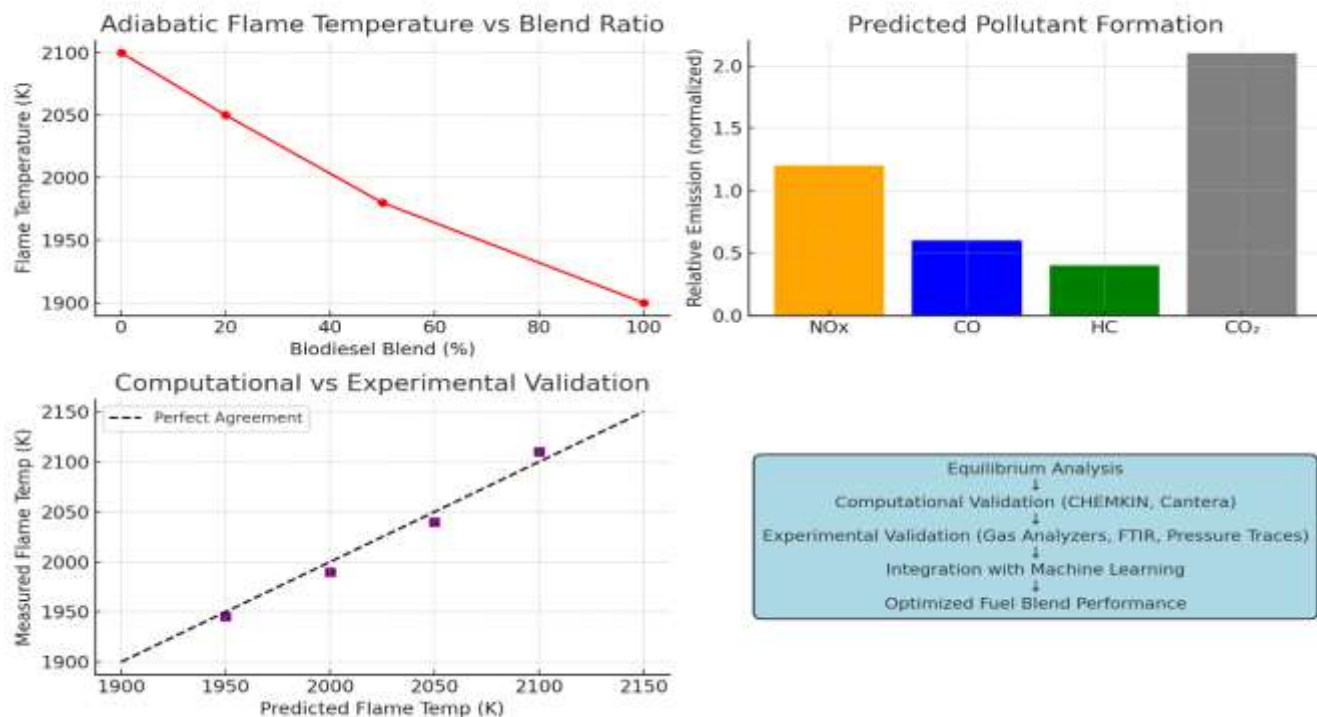 Adiabatic Flame Temperature vs Blend Ratio
Flame Temperature (K)
2100
2050
2000
1950
1900
0 20 40 60 80 100
Biodiesel Blend (%)
Predicted Pollutant Formation
Relative Emission (normalized)
2.0
1.5
1.0
0.5
0.0
NOx CO HC CO₂
Computational vs Experimental Validation
Perfect Agreement
Measured Flame Temp (K)
2150
2100
2050
2000
1950
1900
1900 1950 2000 2050 2100 2150
Predicted Flame Temp (K)
Equilibrium Analysis
↓
Computational Validation (CHEMKIN, Cantera)
↓
Experimental Validation (Gas Analyzers, FTIR, Pressure Traces)
↓
Integration with Machine Learning
↓
Optimized Fuel Blend Performance